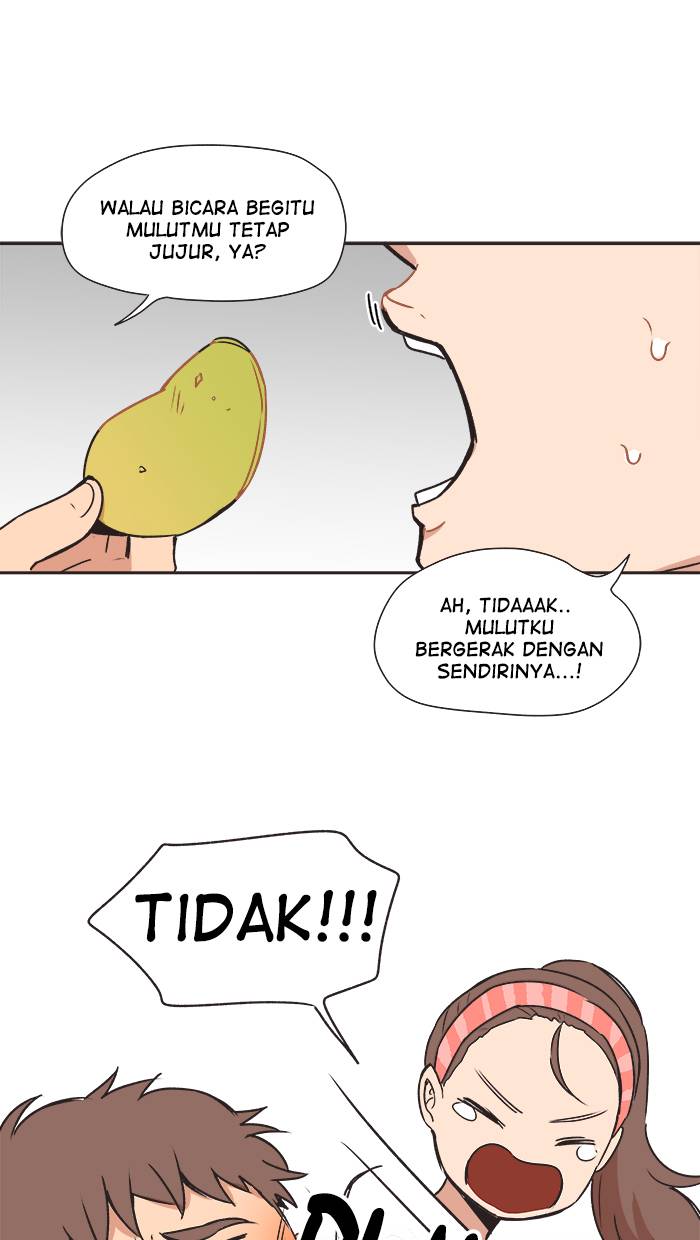 WALAU BICARA BEGITU
MULUTMU TETAP
JUJUR, YA?
AH, TIDAAAK..
MULUTKU
BERGERAK DENGAN
SENDIRINYA...!
TIDAK!!!